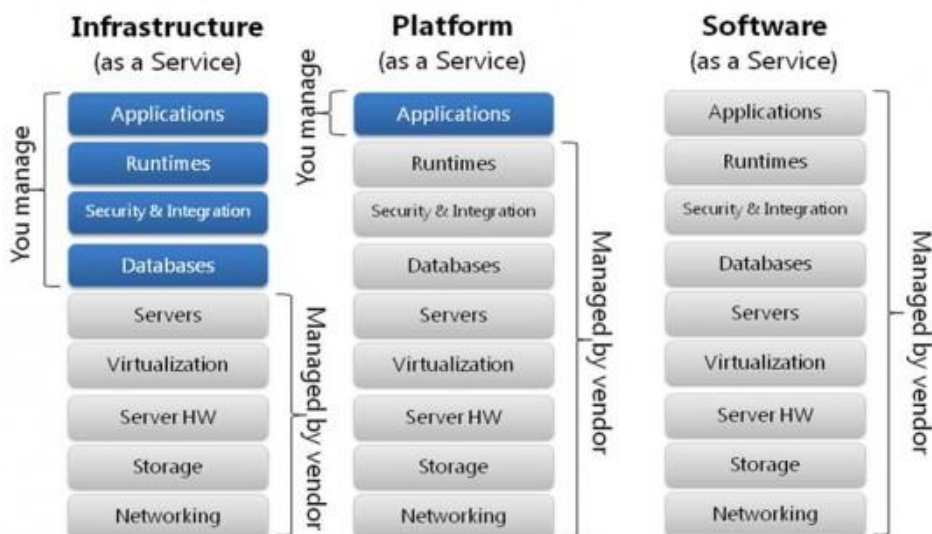 Infrastructure
(as a Service)
You manage
Applications
Runtimes
Security & Integration
Databases
Servers
Virtualization
Server HW
Storage
Networking
Managed by vendor
Platform
(as a Service)
You manage
Applications
Runtimes
Security & Integration
Databases
Servers
Virtualization
Server HW
Storage
Networking
Managed by vendor
Software
(as a Service)
Applications
Runtimes
Security & Integration
Databases
Servers
Virtualization
Server HW
Storage
Networking
Managed by vendor